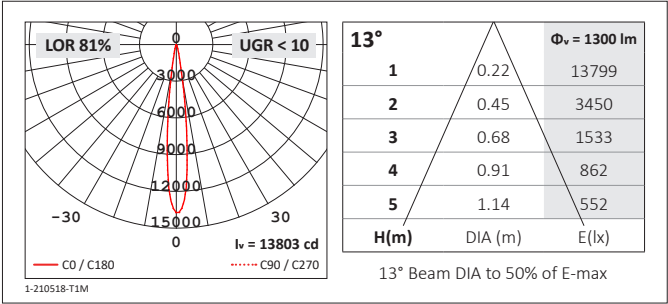 LOR 81%
UGR < 10
0
3000
6000
9000
12000
15000
-30
30
0
Iᵥ = 13803 cd
C0 / C180
C90 / C270
1-210518-T1M
13° Φᵥ = 1300 lm
1 0.22 13799
2 0.45 3450
3 0.68 1533
4 0.91 862
5 1.14 552
H(m) DIA (m) E(lx)
13° Beam DIA to 50% of E-max